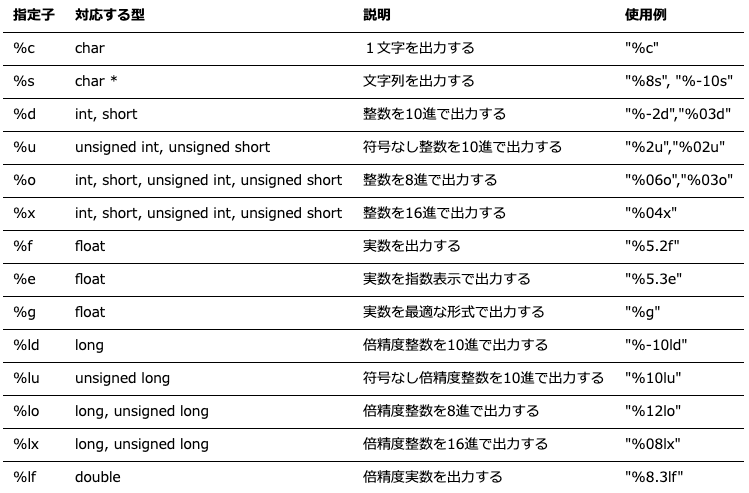 指定子 対応する型 説明 使用例
%c char １文字を出力する "%c"
%s char * 文字列を出力する "%8s", "%-10s"
%d int, short 整数を10進で出力する "%-2d","%03d"
%u unsigned int, unsigned short 符号なし整数を10進で出力する "%2u","%02u"
%o int, short, unsigned int, unsigned short 整数を8進で出力する "%06o","%03o"
%x int, short, unsigned int, unsigned short 整数を16進で出力する "%04x"
%f float 実数を出力する "%5.2f"
%e float 実数を指数表示で出力する "%5.3e"
%g float 実数を最適な形式で出力する "%g"
%ld long 倍精度整数を10進で出力する "%-10ld"
%lu unsigned long 符号なし倍精度整数を10進で出力する "%10lu"
%lo long, unsigned long 倍精度整数を8進で出力する "%12lo"
%lx long, unsigned long 倍精度整数を16進で出力する "%08lx"
%lf double 倍精度実数を出力する "%8.3lf"